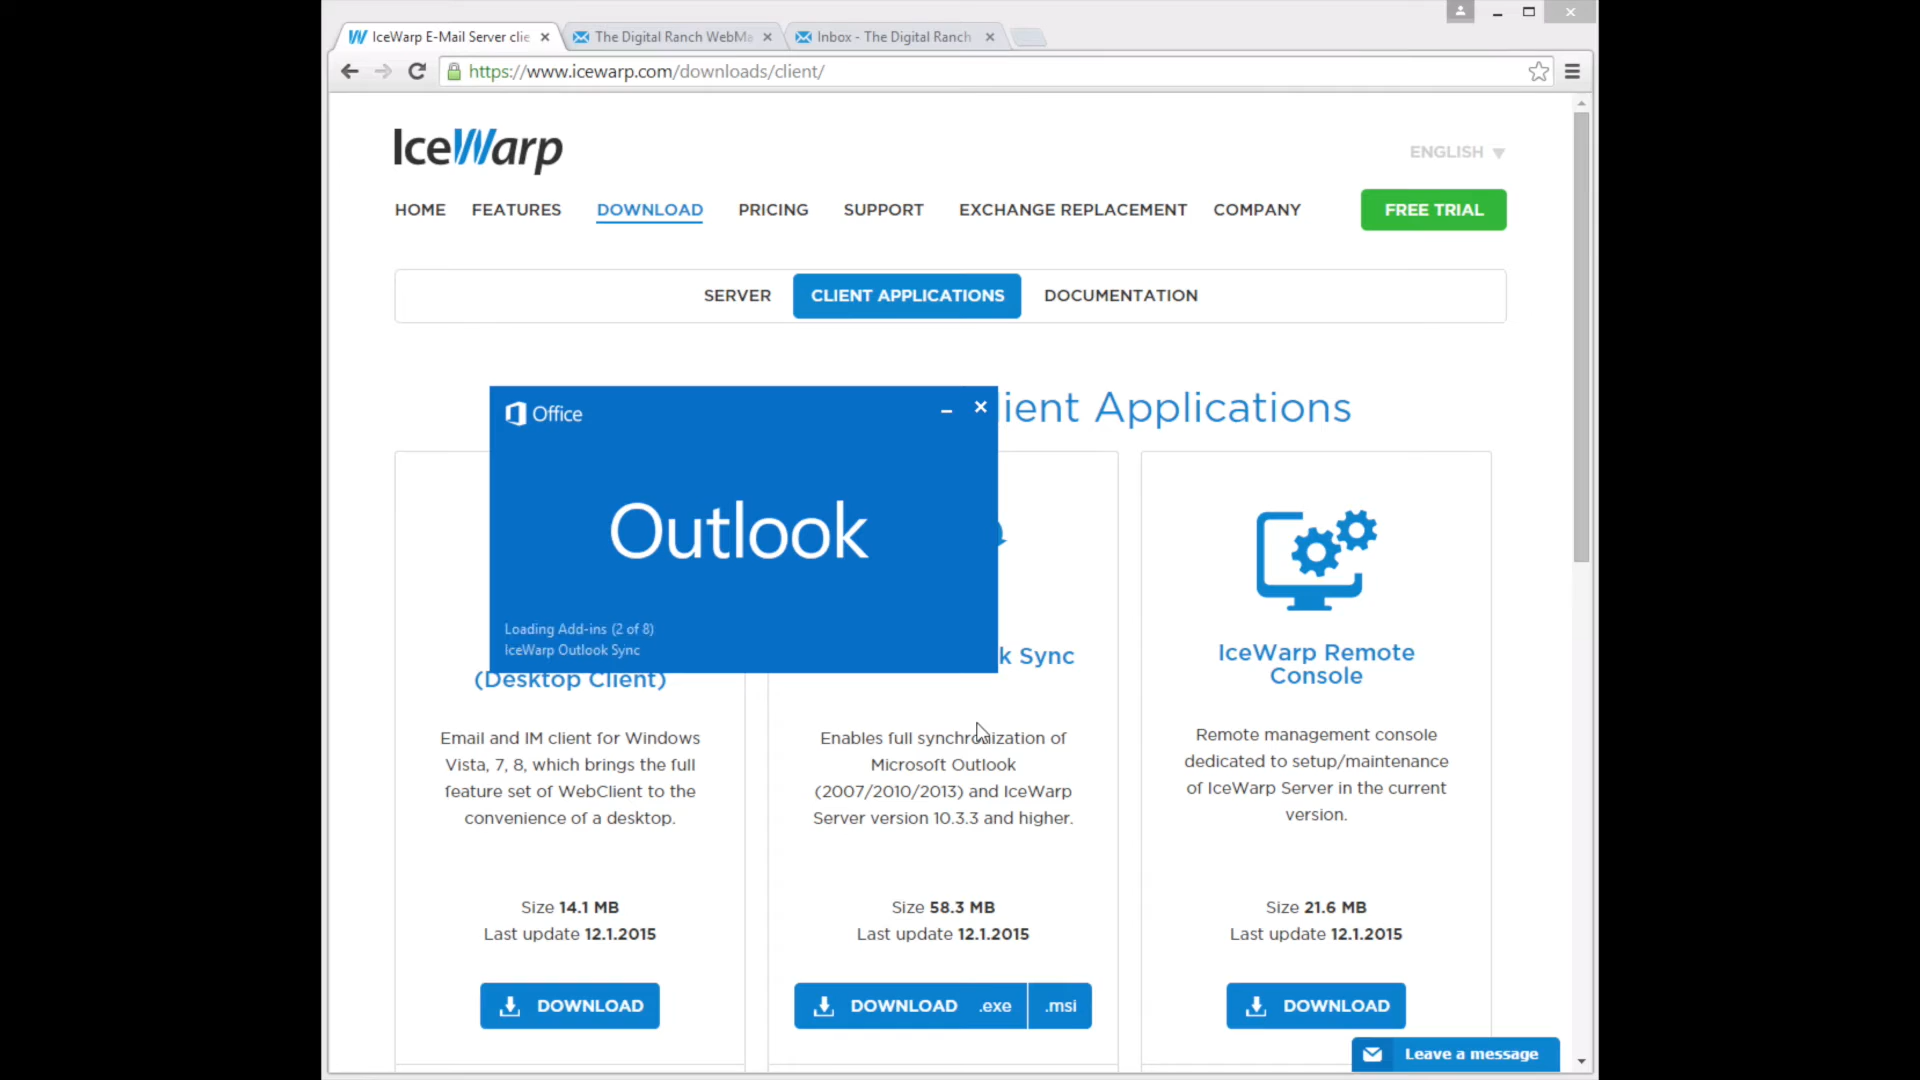 IceWarp E-Mail Server clie
The Digital Ranch WebMa
Inbox - The Digital Ranch
https://www.icewarp.com/downloads/client/
IceWarp
ENGLISH
HOME FEATURES DOWNLOAD PRICING SUPPORT EXCHANGE REPLACEMENT COMPANY FREE TRIAL
SERVER CLIENT APPLICATIONS DOCUMENTATION
ient Applications
Office
Outlook
Loading Add-ins (2 of 8)
IceWarp Outlook Sync
(Desktop Client)
Email and IM client for Windows
Vista, 7, 8, which brings the full
feature set of WebClient to the
convenience of a desktop.
Size 14.1 MB
Last update 12.1.2015
DOWNLOAD
k Sync
Enables full synchronization of
Microsoft Outlook
(2007/2010/2013) and IceWarp
Server version 10.3.3 and higher.
Size 58.3 MB
Last update 12.1.2015
DOWNLOAD .exe .msi
IceWarp Remote
Console
Remote management console
dedicated to setup/maintenance
of IceWarp Server in the current
version.
Size 21.6 MB
Last update 12.1.2015
DOWNLOAD
Leave a message